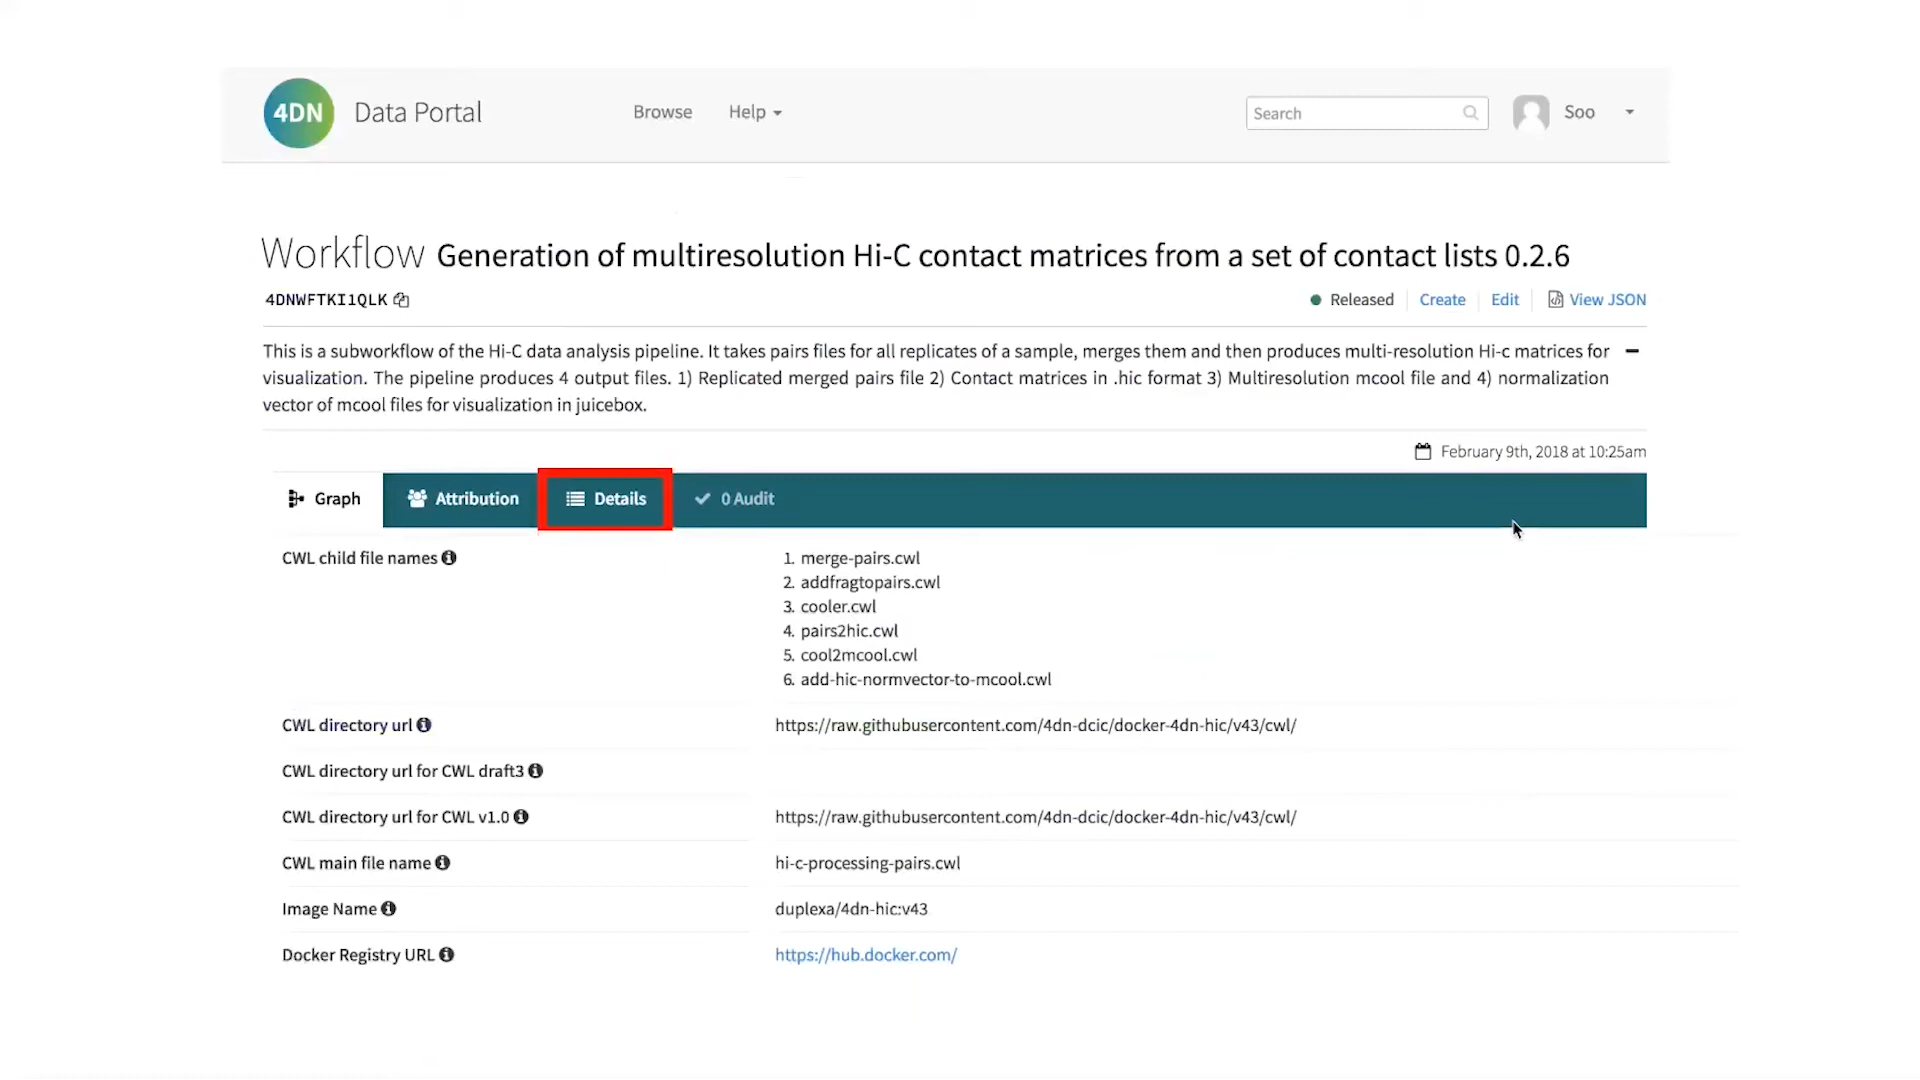 4DN Data Portal Browse Help Search Soo
Workflow Generation of multiresolution Hi-C contact matrices from a set of contact lists 0.2.6
4DNWFTKI1QLK Released Create Edit View JSON
This is a subworkflow of the Hi-C data analysis pipeline. It takes pairs files for all replicates of a sample, merges them and then produces multi-resolution Hi-c matrices for
visualization. The pipeline produces 4 output files. 1) Replicated merged pairs file 2) Contact matrices in .hic format 3) Multiresolution mcool file and 4) normalization
vector of mcool files for visualization in juicebox.
February 9th, 2018 at 10:25am
Graph Attribution Details 0 Audit
CWL child file names 1. merge-pairs.cwl
2. addfragtopairs.cwl
3. cooler.cwl
4. pairs2hic.cwl
5. cool2mcool.cwl
6. add-hic-normvector-to-mcool.cwl
CWL directory url https://raw.githubusercontent.com/4dn-dcic/docker-4dn-hic/v43/cwl/
CWL directory url for CWL draft3
CWL directory url for CWL v1.0 https://raw.githubusercontent.com/4dn-dcic/docker-4dn-hic/v43/cwl/
CWL main file name hi-c-processing-pairs.cwl
Image Name duplexa/4dn-hic:v43
Docker Registry URL https://hub.docker.com/